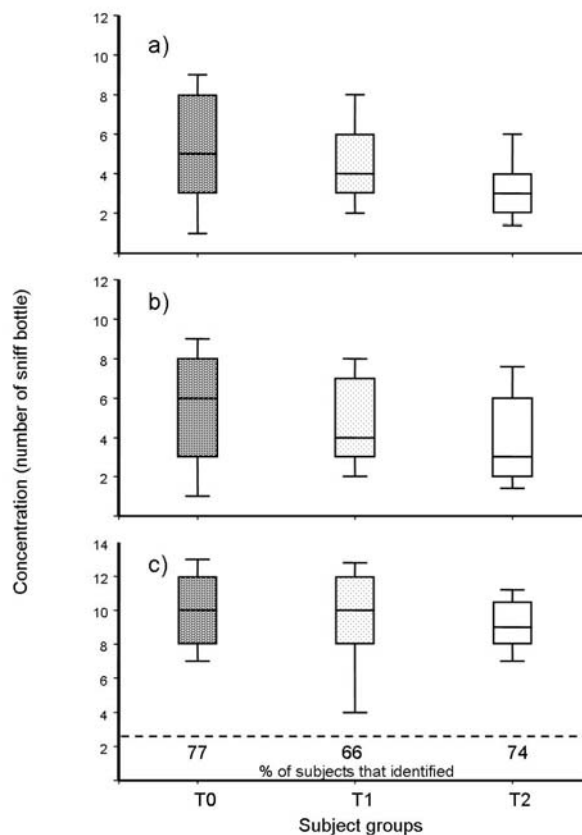 a)
12
10
8
6
4
2
b)
12
10
8
6
4
2
Concentration (number of sniff bottle)
c)
14
12
10
8
6
4
2
77 66 74
% of subjects that identified
T0 T1 T2
Subject groups